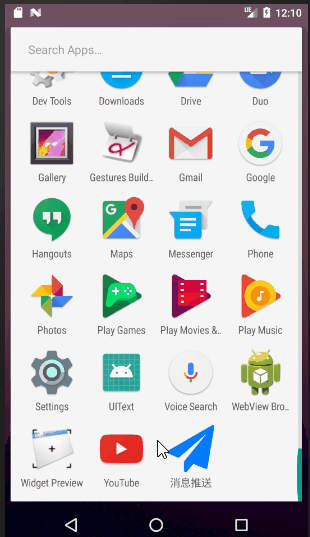 12:10
Search Apps…
Dev Tools Downloads Drive Duo
Gallery Gestures Build.. Gmail Google
Hangouts Maps Messenger Phone
Photos Play Games Play Movies &.. Play Music
Settings UIText Voice Search WebView Bro..
Widget Preview YouTube 消息推送